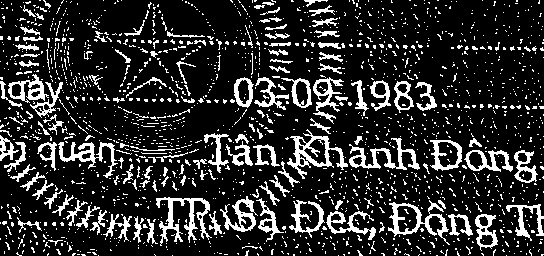 ngày 03-09-1983
quán Tân Khánh Đông
TP. Sa Đéc, Đồng